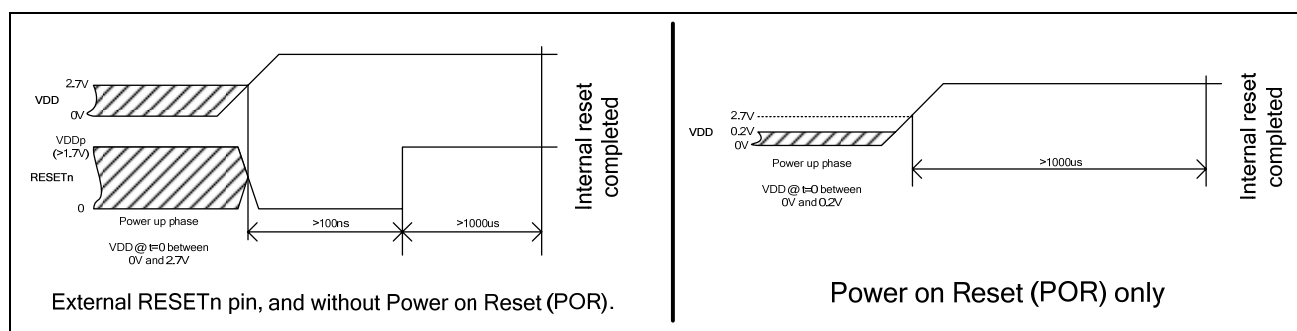 2.7V
VDD
0V
VDDp
(>1.7V)
RESETn
0
Power up phase
>100ns
>1000us
VDD @ t=0 between
0V and 2.7V
Internal reset
completed
External RESETn pin, and without Power on Reset (POR).
2.7V
VDD
0.2V
0V
Power up phase
>1000us
VDD @ t=0 between
0V and 0.2V
Internal reset
completed
Power on Reset (POR) only